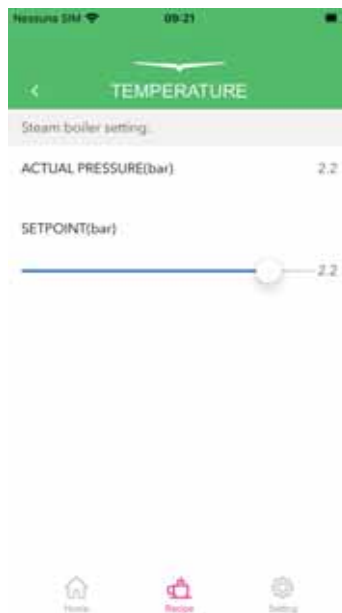 Nessuna SIM 09:21
TEMPERATURE
Steam boiler setting.
ACTUAL PRESSURE(bar) 2.2
SETPOINT(bar)
2.2
Home Recipe Setting